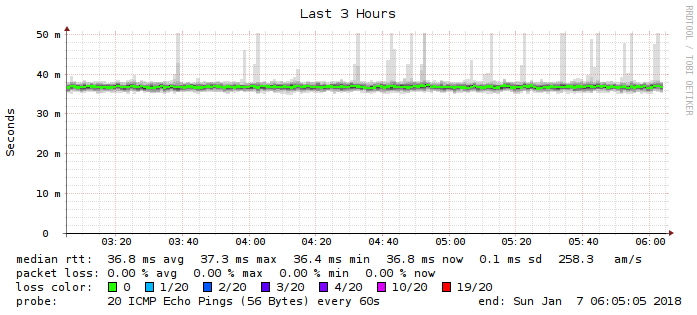 Last 3 Hours
RRDTOOL / TOBI OETIKER
Seconds
50 m
40 m
30 m
20 m
10 m
0
03:20 03:40 04:00 04:20 04:40 05:00 05:20 05:40 06:00
median rtt: 36.8 ms avg 37.3 ms max 36.4 ms min 36.8 ms now 0.1 ms sd 258.3 am/s
packet loss: 0.00 % avg 0.00 % max 0.00 % min 0.00 % now
loss color: 0 1/20 2/20 3/20 4/20 10/20 19/20
probe: 20 ICMP Echo Pings (56 Bytes) every 60s end: Sun Jan 7 06:05:05 2018